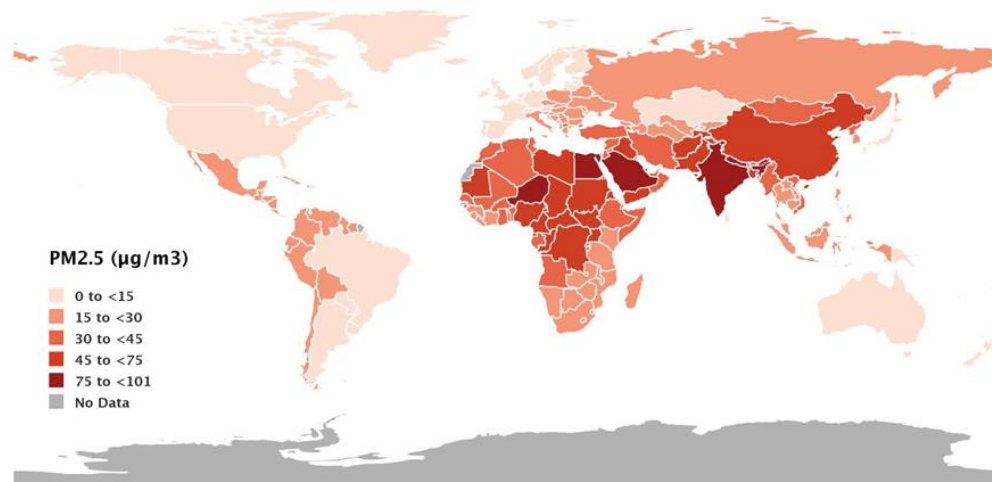 PM2.5 (µg/m3)
0 to <15
15 to <30
30 to <45
45 to <75
75 to <101
No Data